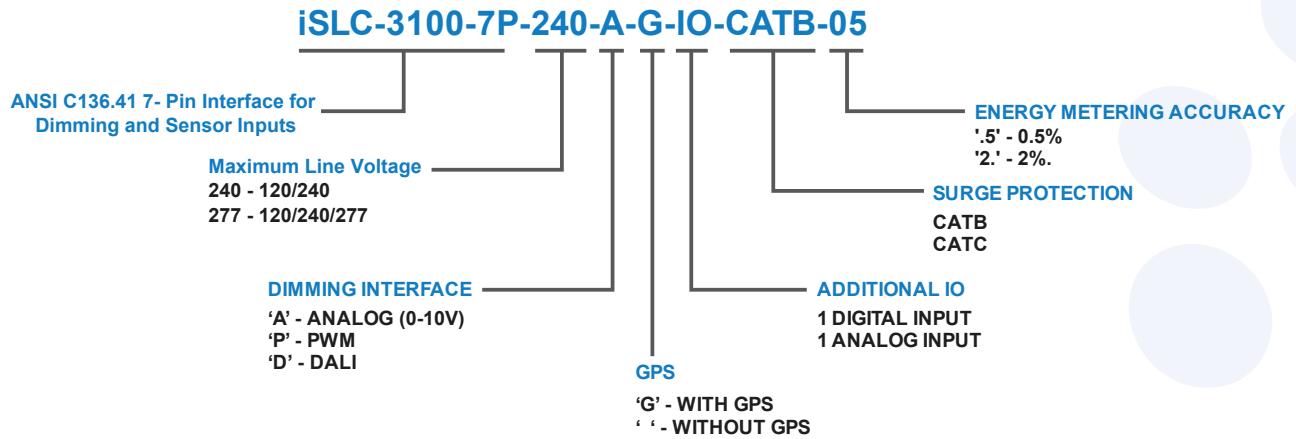 iSLC-3100-7P-240-A-G-IO-CATB-05
ANSI C136.41 7- Pin Interface for
Dimming and Sensor Inputs
Maximum Line Voltage
240 - 120/240
277 - 120/240/277
DIMMING INTERFACE
‘A’ - ANALOG (0-10V)
‘P’ - PWM
‘D’ - DALI
GPS
‘G’ - WITH GPS
‘ ‘ - WITHOUT GPS
ADDITIONAL IO
1 DIGITAL INPUT
1 ANALOG INPUT
SURGE PROTECTION
CATB
CATC
ENERGY METERING ACCURACY
'.5' - 0.5%
'2.' - 2%.